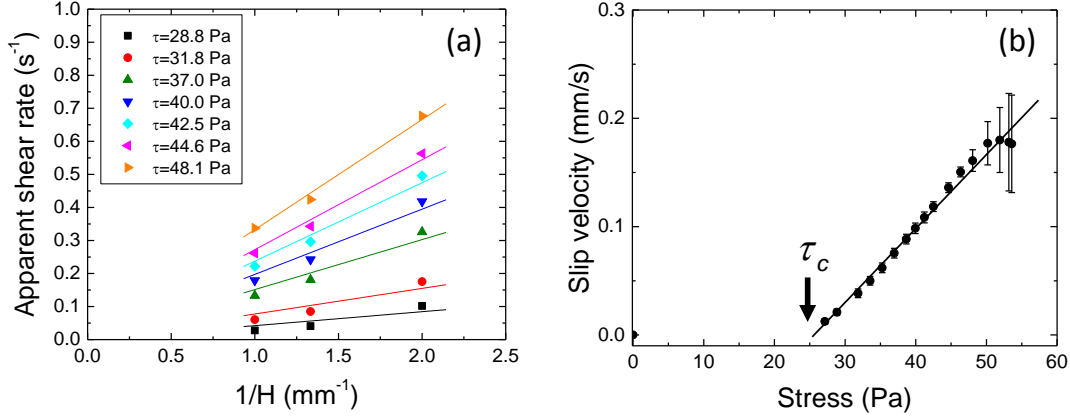 (a)
τ=28.8 Pa
τ=31.8 Pa
τ=37.0 Pa
τ=40.0 Pa
τ=42.5 Pa
τ=44.6 Pa
τ=48.1 Pa
Apparent shear rate (s⁻¹)
1.0
0.9
0.8
0.7
0.6
0.5
0.4
0.3
0.2
0.1
0.0
0.0 0.5 1.0 1.5 2.0 2.5
1/H (mm⁻¹)
(b)
Slip velocity (mm/s)
0.3
0.2
0.1
0.0
τc
0 10 20 30 40 50 60
Stress (Pa)